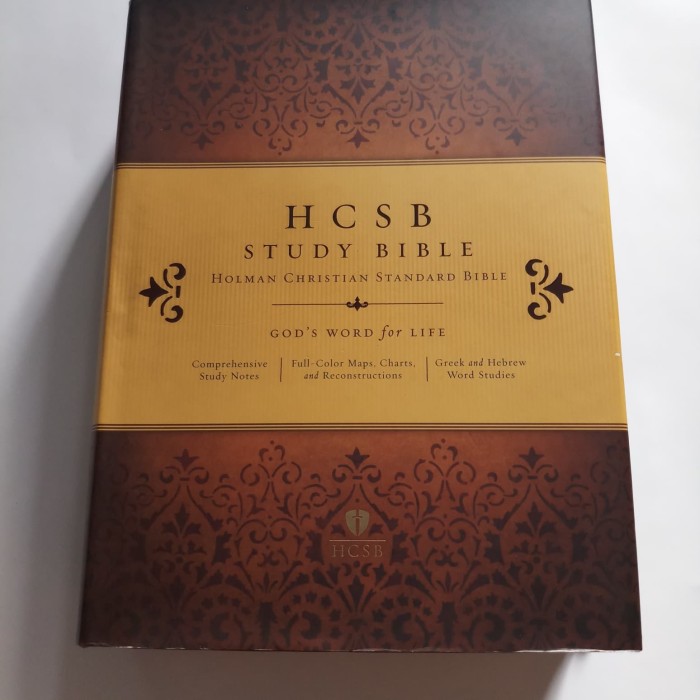 HCSB
STUDY BIBLE
HOLMAN CHRISTIAN STANDARD BIBLE
GOD'S WORD for LIFE
Comprehensive
Study Notes
Full-Color Maps, Charts,
and Reconstructions
Greek and Hebrew
Word Studies
HCSB